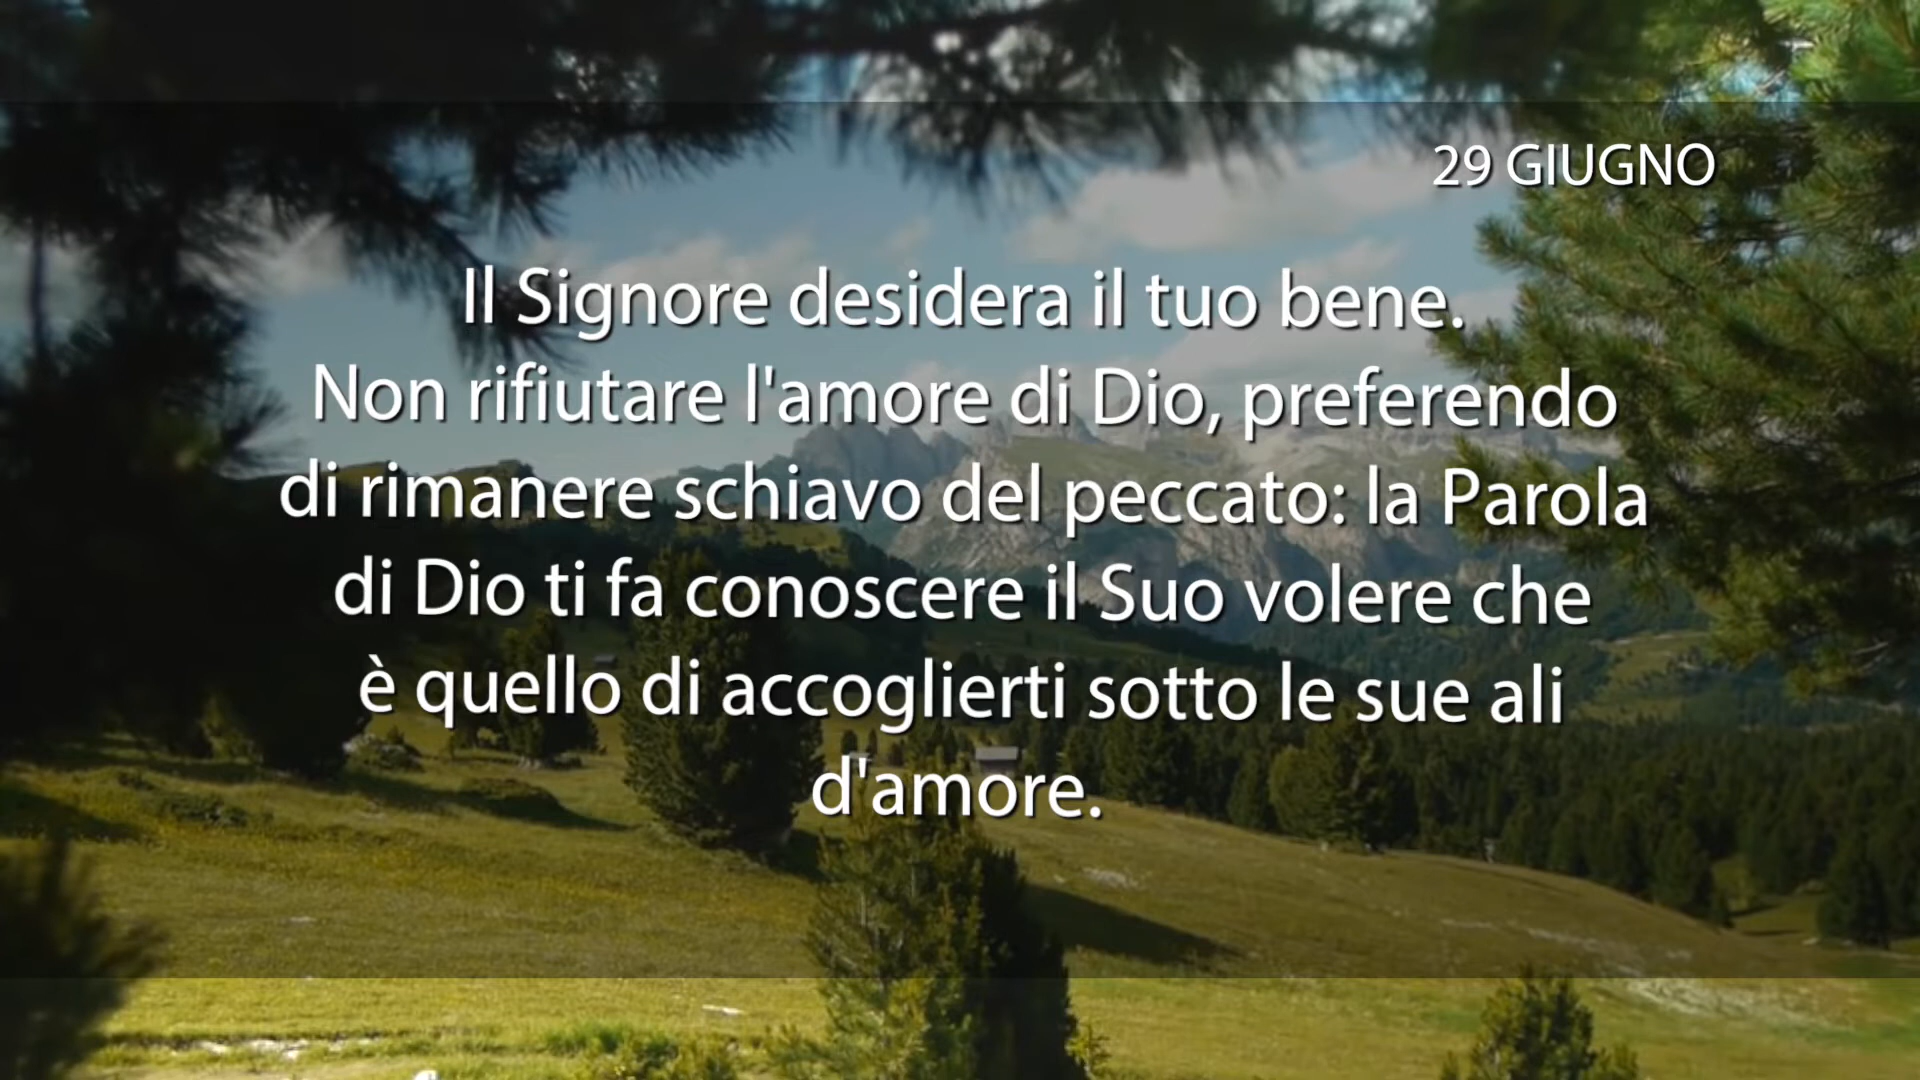 29 GIUGNO
Il Signore desidera il tuo bene.
Non rifiutare l'amore di Dio, preferendo
di rimanere schiavo del peccato: la Parola
di Dio ti fa conoscere il Suo volere che
è quello di accoglierti sotto le sue ali
d'amore.